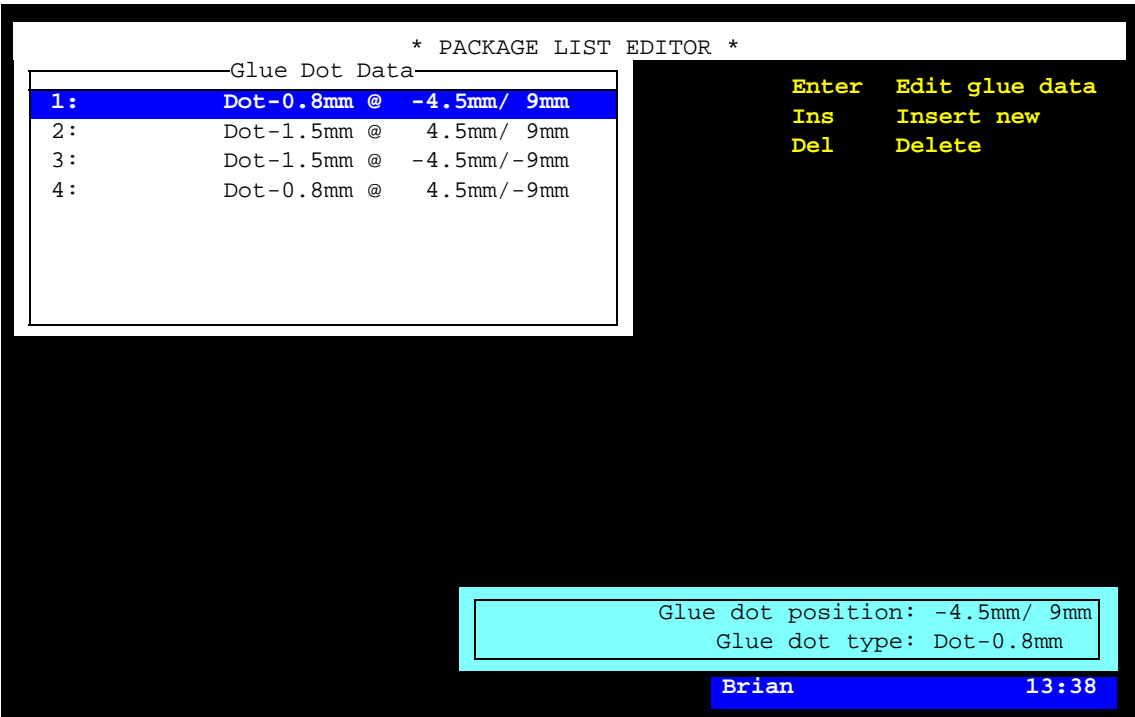 * PACKAGE LIST EDITOR *
Glue Dot Data
1: Dot-0.8mm @ -4.5mm/ 9mm
2: Dot-1.5mm @ 4.5mm/ 9mm
3: Dot-1.5mm @ -4.5mm/-9mm
4: Dot-0.8mm @ 4.5mm/-9mm
Enter Edit glue data
Ins Insert new
Del Delete
Glue dot position: -4.5mm/ 9mm
Glue dot type: Dot-0.8mm
Brian 13:38